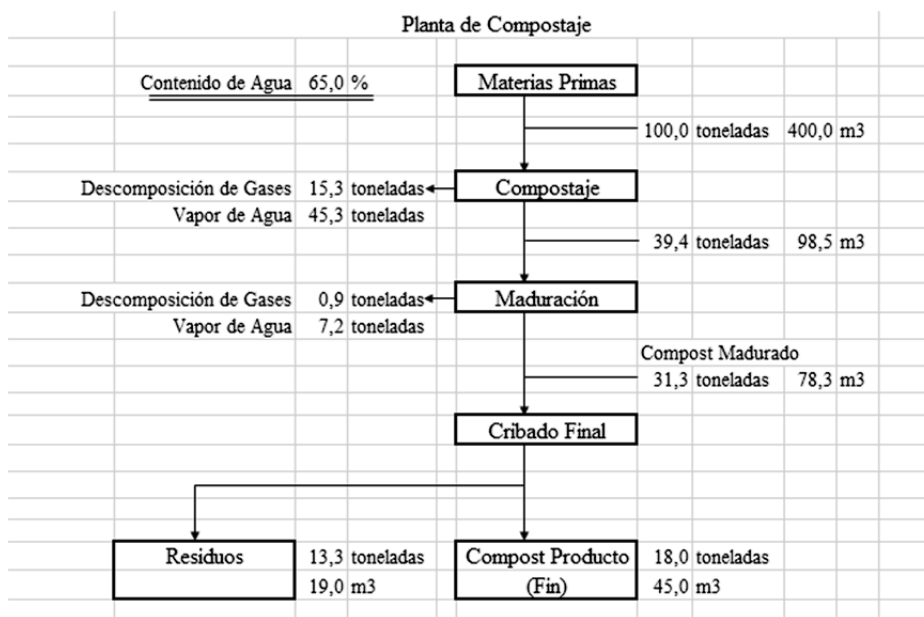 Planta de Compostaje
Contenido de Agua 65,0 % Materias Primas
100,0 toneladas 400,0 m3
Descomposición de Gases 15,3 toneladas Compostaje
Vapor de Agua 45,3 toneladas
39,4 toneladas 98,5 m3
Descomposición de Gases 0,9 toneladas Maduración
Vapor de Agua 7,2 toneladas
Compost Madurado
31,3 toneladas 78,3 m3
Cribado Final
Residuos 13,3 toneladas Compost Producto 18,0 toneladas
19,0 m3 (Fin) 45,0 m3